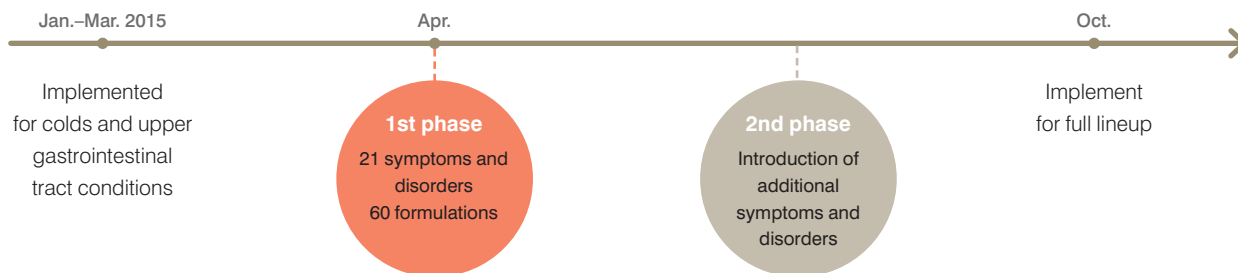 Jan.–Mar. 2015
Apr.
Oct.
Implemented
for colds and upper
gastrointestinal
tract conditions
1st phase
21 symptoms and
disorders
60 formulations
2nd phase
Introduction of
additional
symptoms and
disorders
Implement
for full lineup